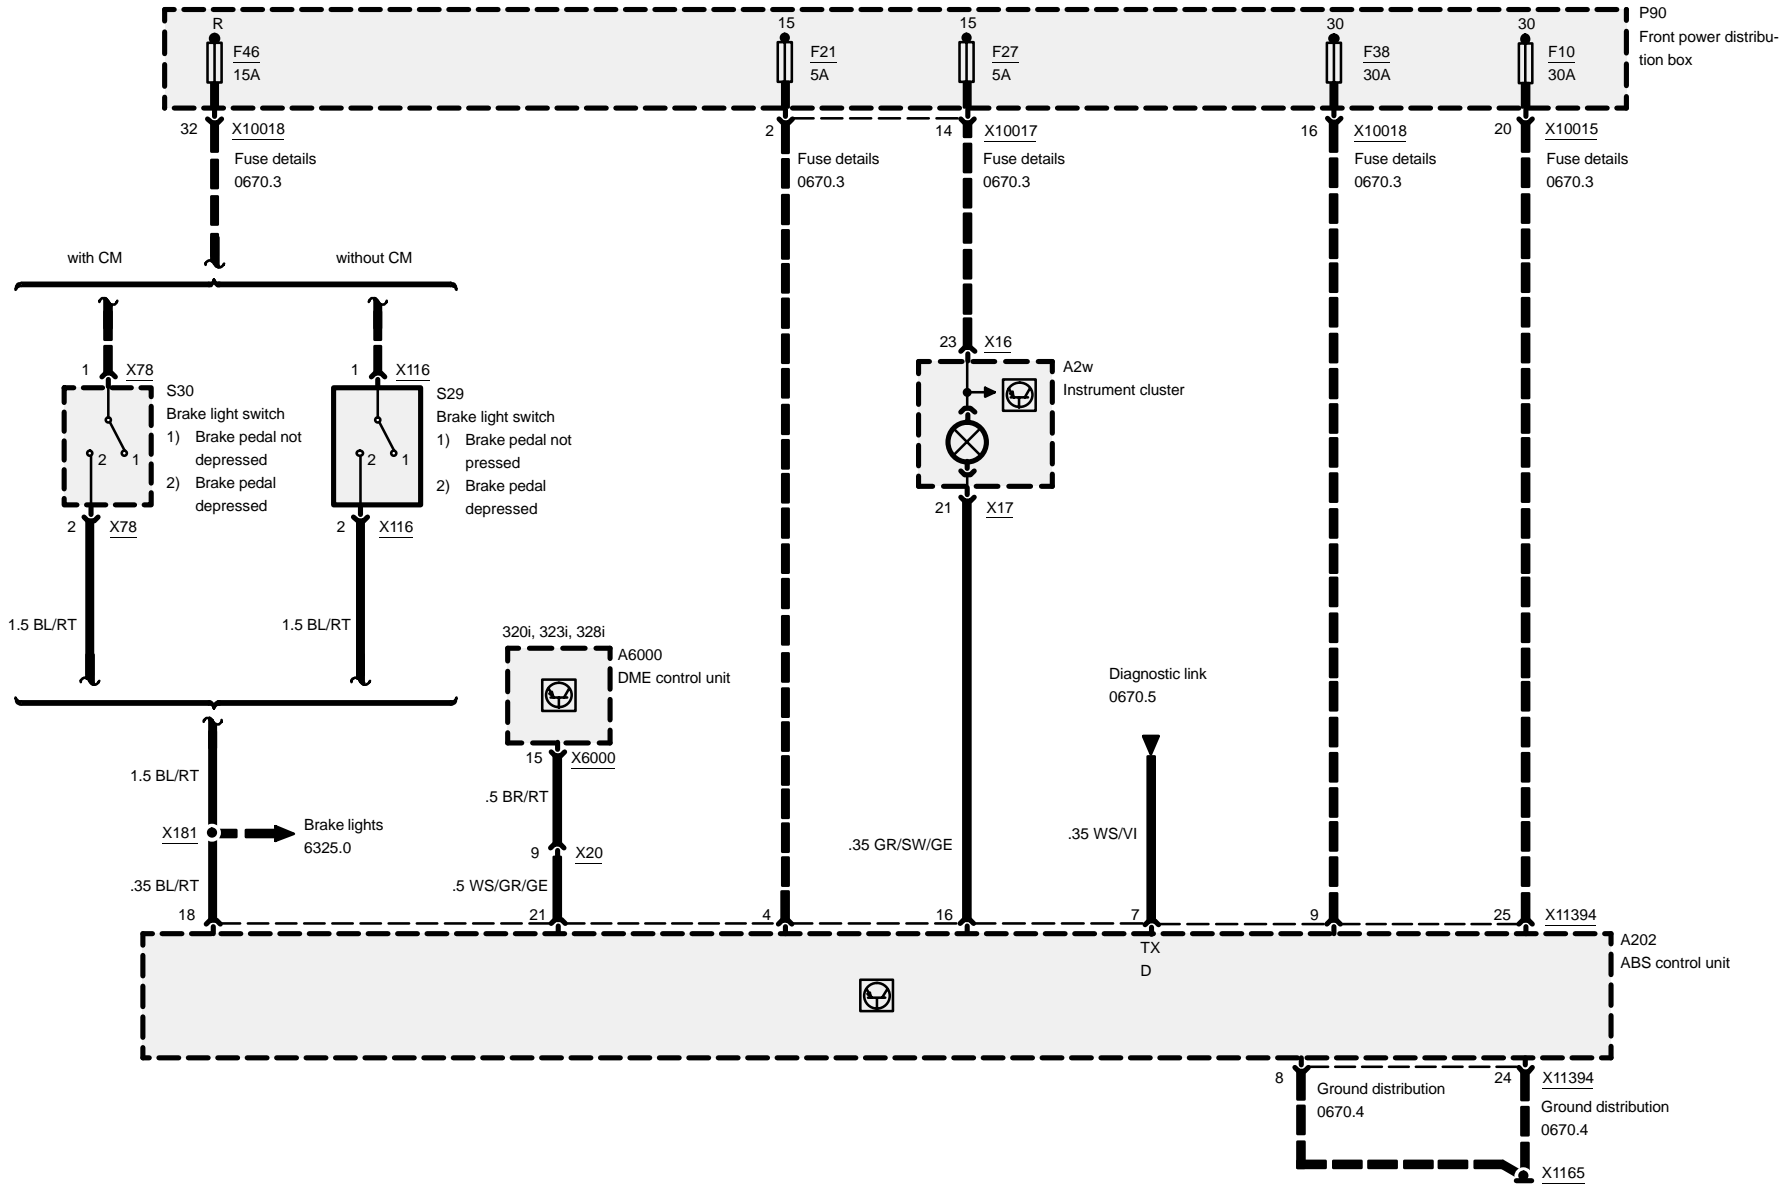 P90
Front power distribu-
tion box
R
F46
15A
15
F21
5A
15
F27
5A
30
F38
30A
30
F10
30A
32 X10018
Fuse details
0670.3
2
Fuse details
0670.3
14 X10017
Fuse details
0670.3
16 X10018
Fuse details
0670.3
20 X10015
Fuse details
0670.3
with CM
without CM
1 X78
S30
Brake light switch
1) Brake pedal not
depressed
2) Brake pedal
depressed
2 1
2 X78
1 X116
S29
Brake light switch
1) Brake pedal not
pressed
2) Brake pedal
depressed
2 1
2 X116
23 X16
A2w
Instrument cluster
21 X17
1.5 BL/RT
1.5 BL/RT
320i, 323i, 328i
A6000
DME control unit
15 X6000
Diagnostic link
0670.5
1.5 BL/RT
.5 BR/RT
X181
Brake lights
6325.0
9 X20
.35 GR/SW/GE
.35 WS/VI
.35 BL/RT
.5 WS/GR/GE
18
21
4
16
7
9
25 X11394
TX
D
A202
ABS control unit
8
Ground distribution
0670.4
24 X11394
Ground distribution
0670.4
X1165